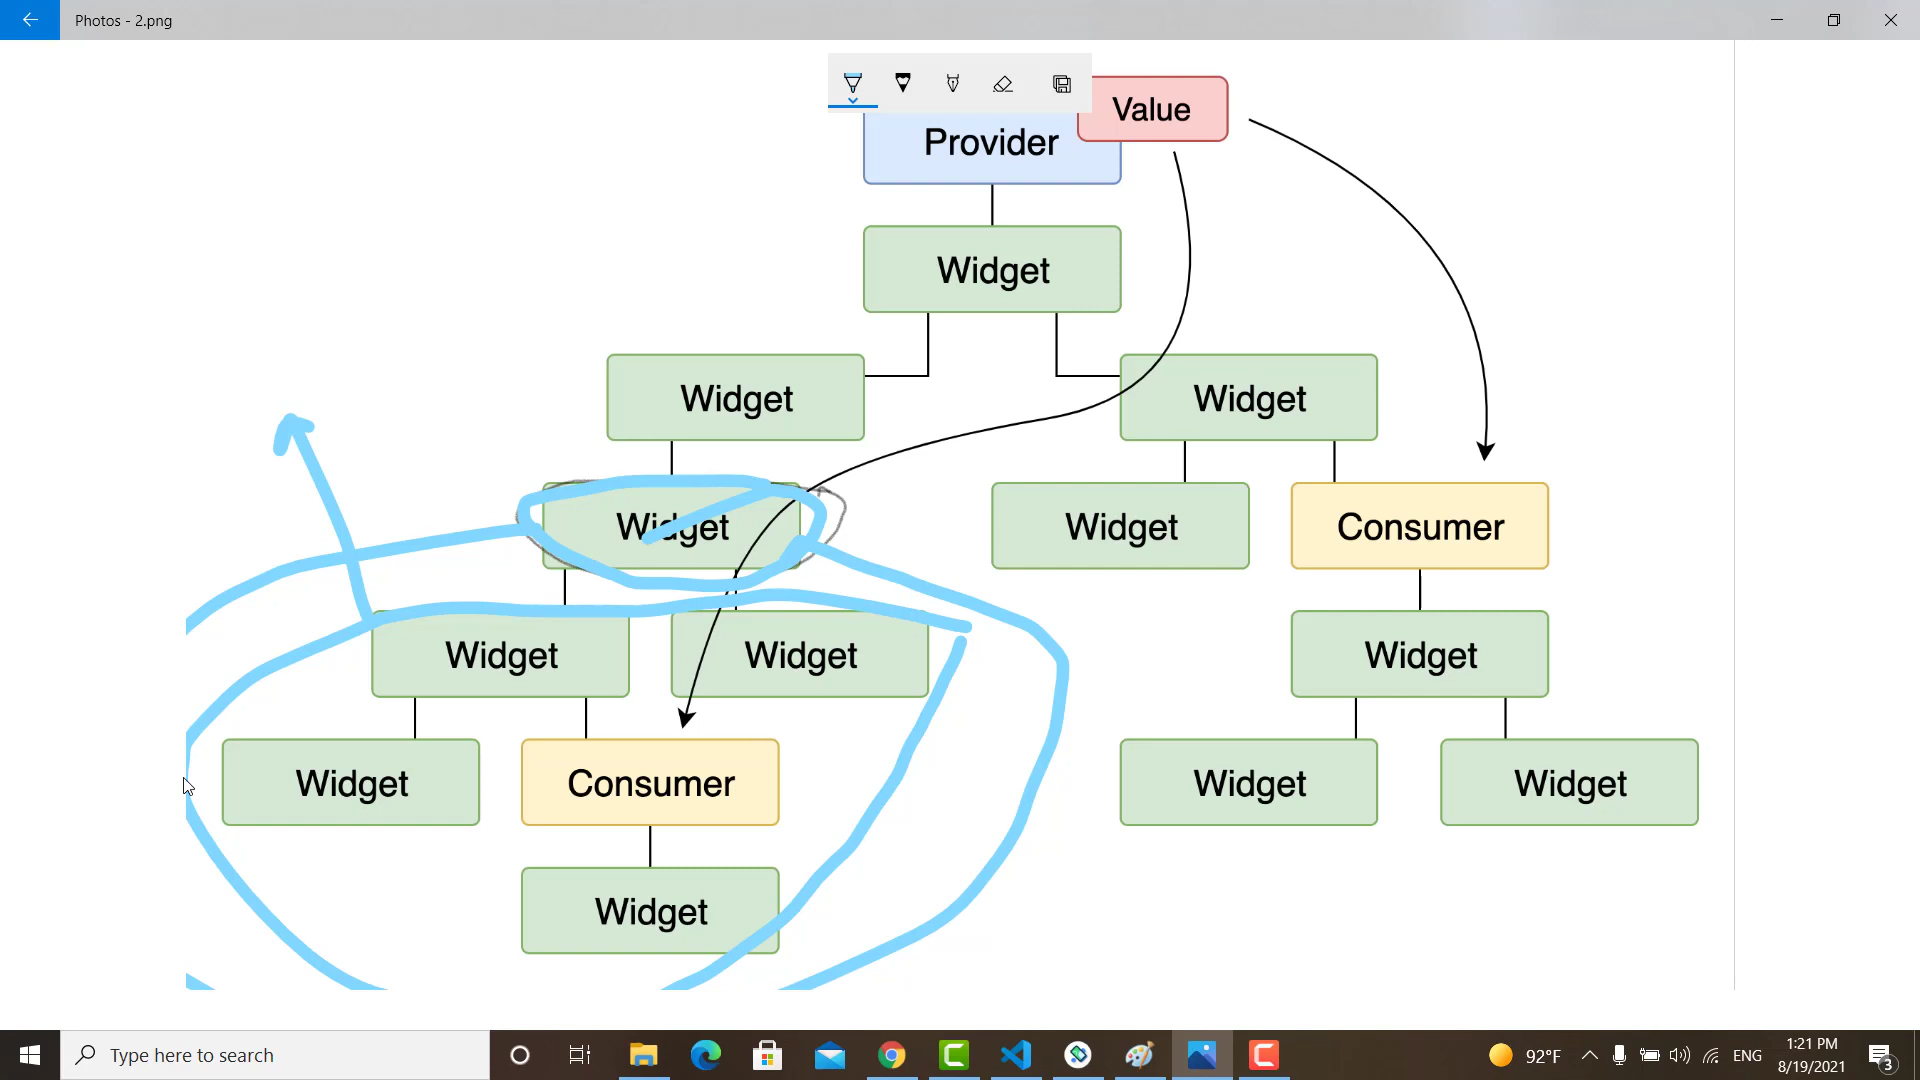 Photos - 2.png
Value
Provider
Widget
Widget
Widget
Widget
Widget
Consumer
Widget
Widget
Widget
Widget
Consumer
Widget
Widget
Widget
Type here to search
92°F
ENG
1:21 PM
8/19/2021
3